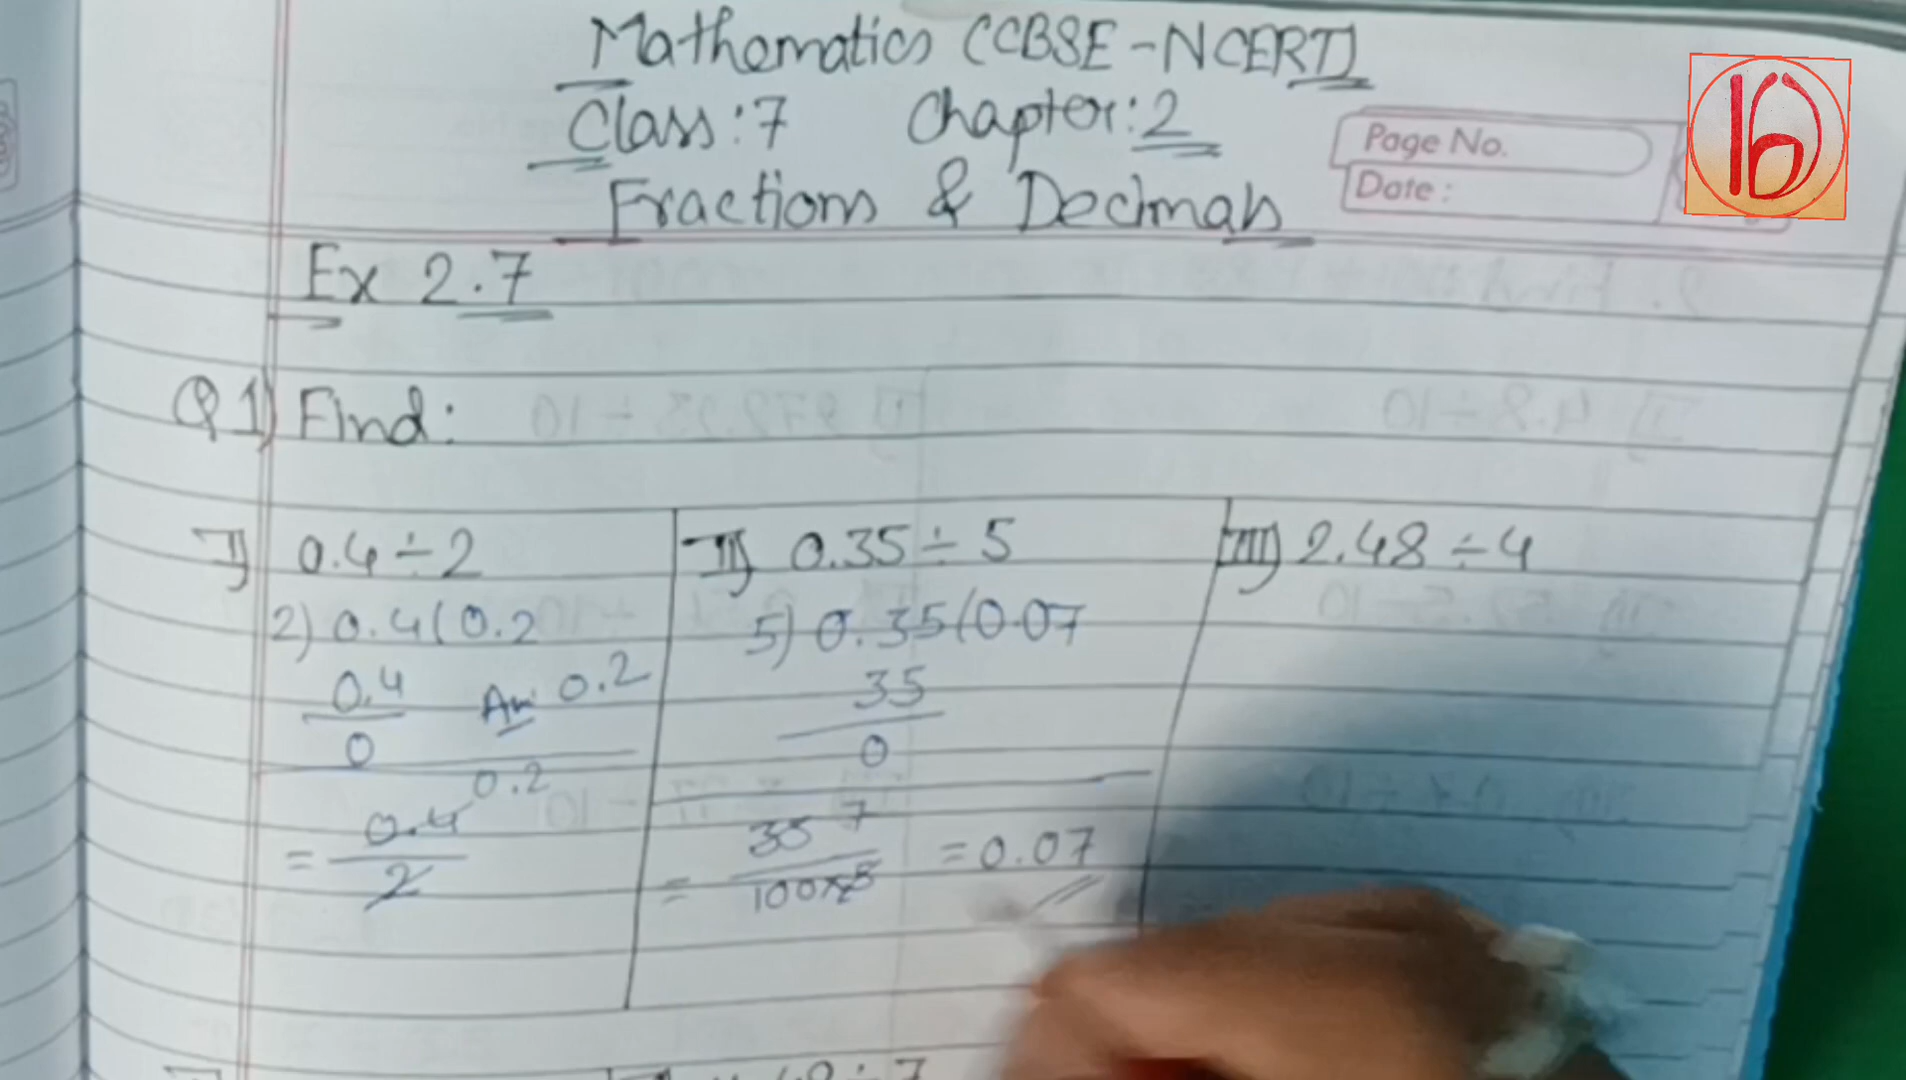 Mathematics (CBSE-NCERT)
Class: 7 Chapter: 2
Page No.
Date:
Fractions & Decimals
Ex 2.7
Q1) Find:
I) 0.4 ÷ 2
2) 0.4 ( 0.2
0.4
0
Ans 0.2
= 0.4 / 2 0.2
II) 0.35 ÷ 5
5) 0.35 ( 0.07
35
0
= 35 / 100×5 7 = 0.07
III) 2.48 ÷ 4
÷ 7